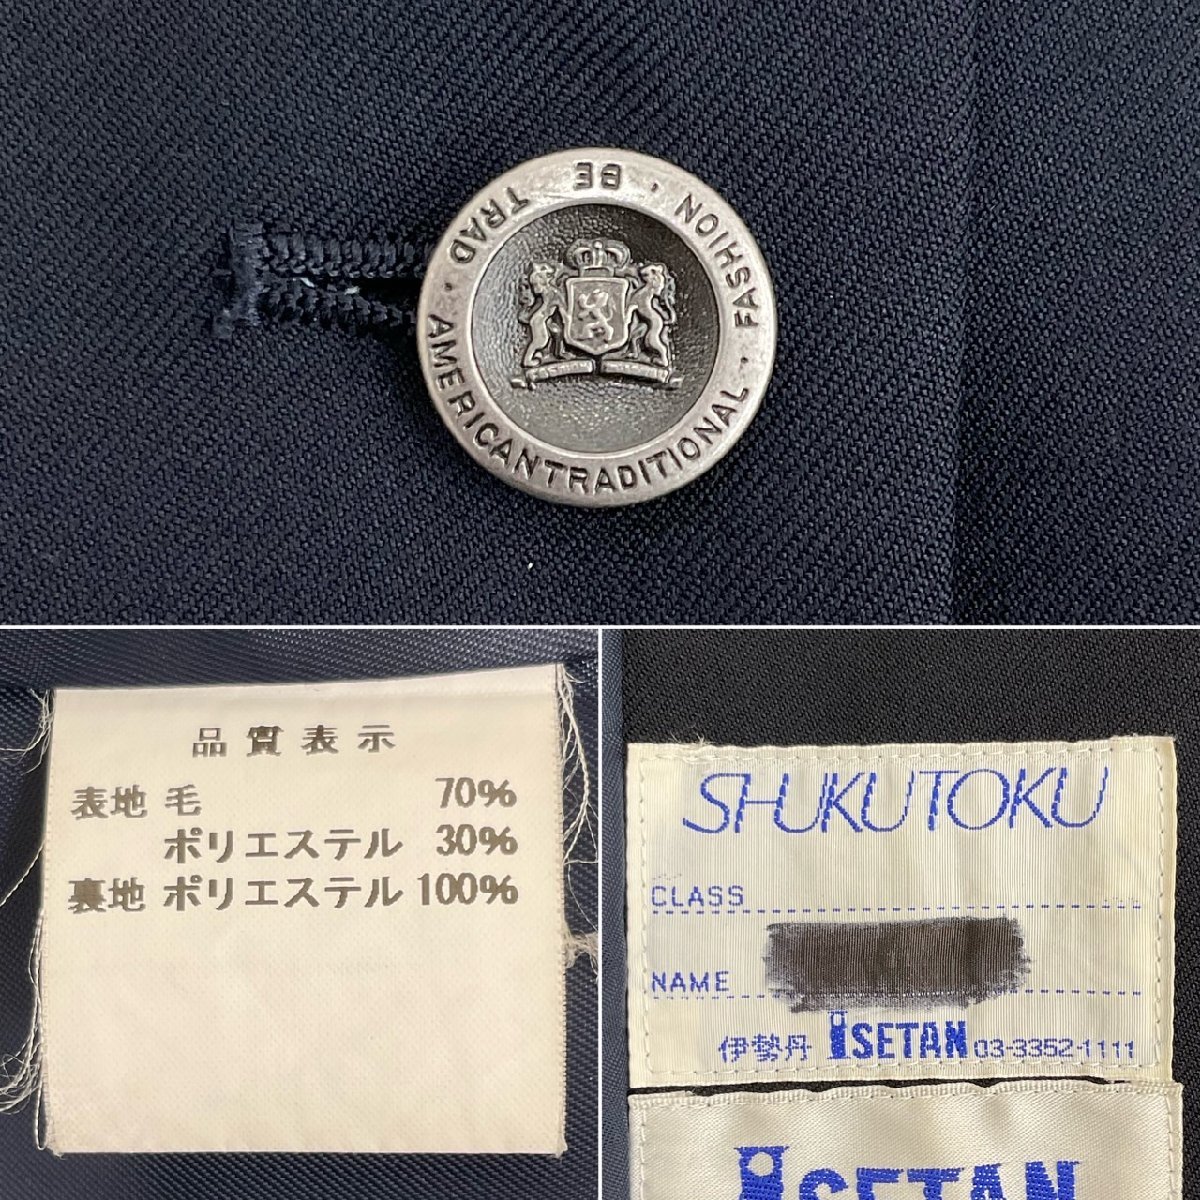 BE TRAD · AMERICANTRADITIONAL · FASHION ·
品質表示
表地 毛 70%
ポリエステル 30%
裏地 ポリエステル 100%
SHUKUTOKU
CLASS
NAME
伊勢丹 ISETAN 03-3352-1111
ISETAN